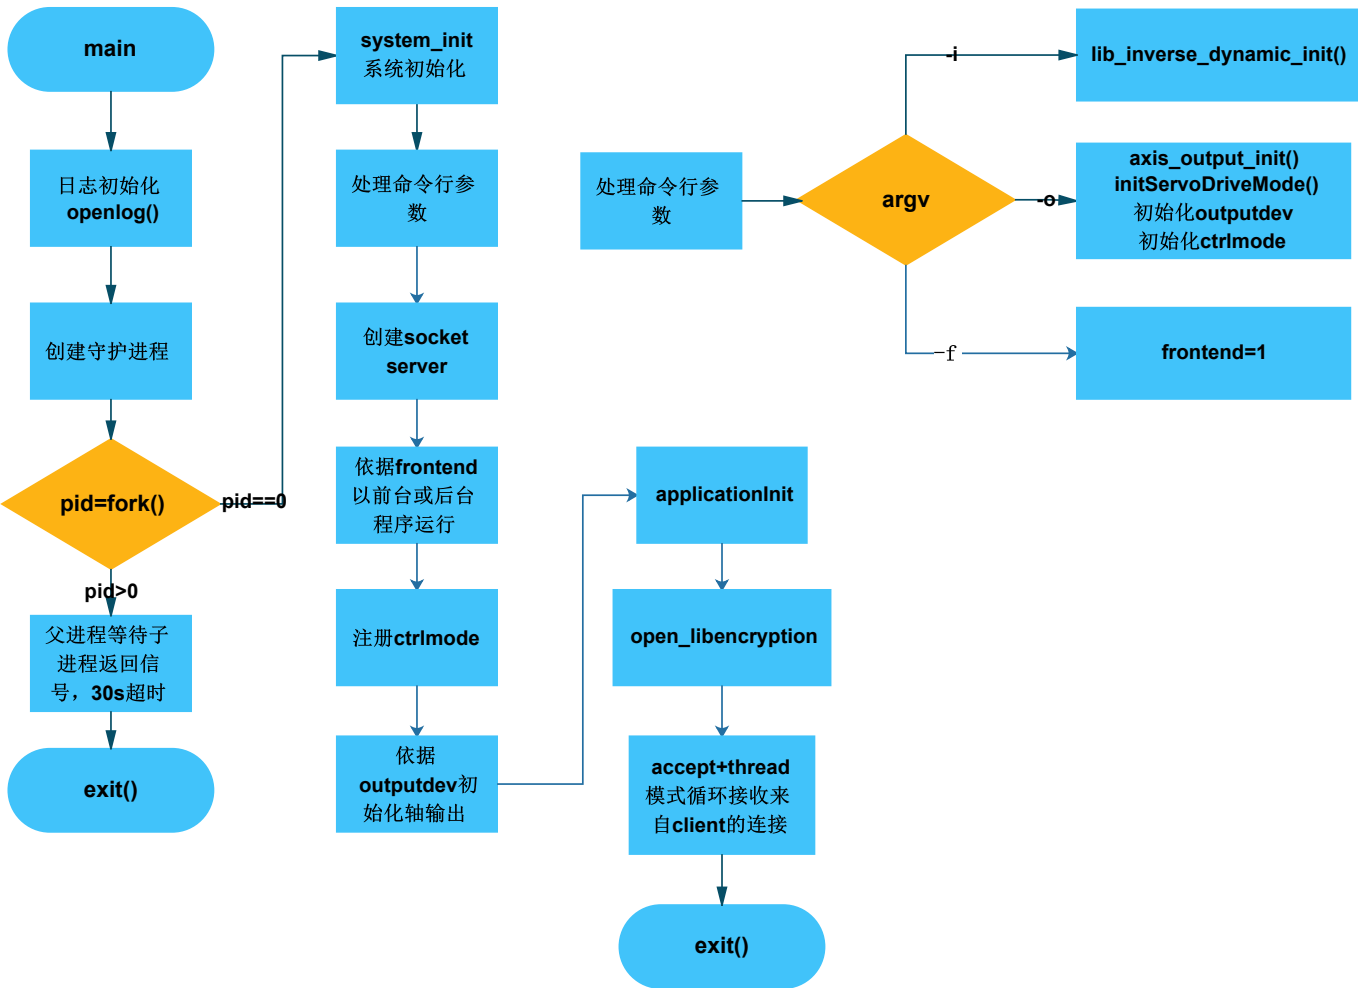 main
日志初始化
openlog()
创建守护进程
pid=fork()
pid==0
pid>0
父进程等待子
进程返回信
号，30s超时
exit()
system_init
系统初始化
处理命令行参
数
创建socket
server
依据frontend
以前台或后台
程序运行
注册ctrlmode
依据
outputdev初
始化轴输出
applicationInit
open_libencryption
accept+thread
模式循环接收来
自client的连接
exit()
处理命令行参
数
argv
-i
lib_inverse_dynamic_init()
-o
axis_output_init()
initServoDriveMode()
初始化outputdev
初始化ctrlmode
-f
frontend=1